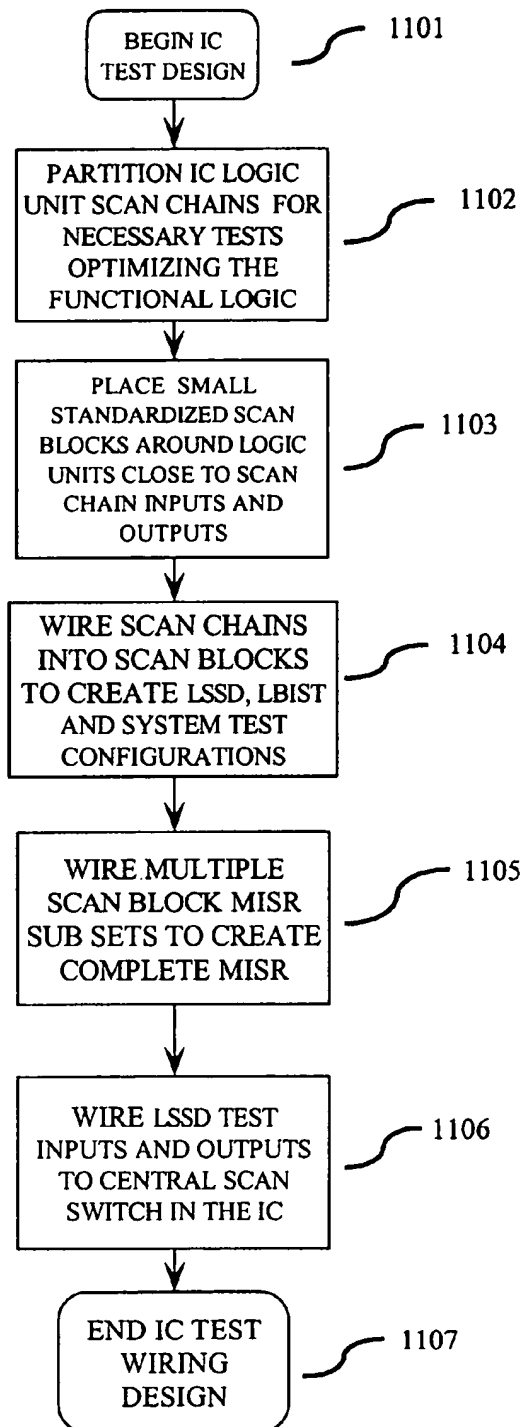 BEGIN IC
TEST DESIGN
1101
PARTITION IC LOGIC
UNIT SCAN CHAINS FOR
NECESSARY TESTS
OPTIMIZING THE
FUNCTIONAL LOGIC
1102
PLACE SMALL
STANDARDIZED SCAN
BLOCKS AROUND LOGIC
UNITS CLOSE TO SCAN
CHAIN INPUTS AND
OUTPUTS
1103
WIRE SCAN CHAINS
INTO SCAN BLOCKS
TO CREATE LSSD, LBIST
AND SYSTEM TEST
CONFIGURATIONS
1104
WIRE MULTIPLE
SCAN BLOCK MISR
SUB SETS TO CREATE
COMPLETE MISR
1105
WIRE LSSD TEST
INPUTS AND OUTPUTS
TO CENTRAL SCAN
SWITCH IN THE IC
1106
END IC TEST
WIRING
DESIGN
1107